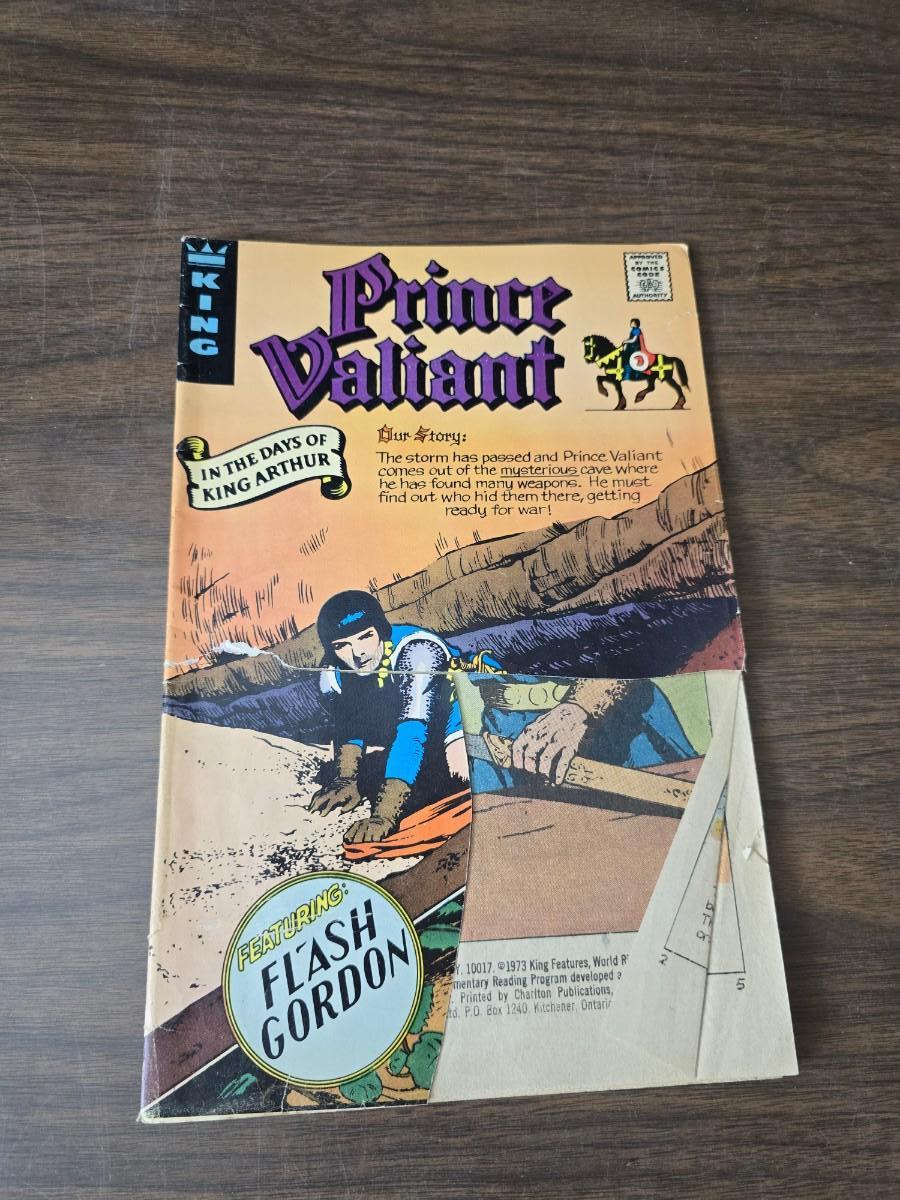 KING
Prince
Valiant
APPROVED
BY THE
COMICS
CODE
AUTHORITY
IN THE DAYS OF
KING ARTHUR
Our Story:
The storm has passed and Prince Valiant
comes out of the mysterious cave where
he has found many weapons. He must
find out who hid them there, getting
ready for war!
FEATURING:
FLASH
GORDON
Y. 10017. ©1973 King Features, World R
mentary Reading Program developed a
Printed by Charlton Publications,
td. P.O. Box 1240, Kitchener, Ontario
2
5